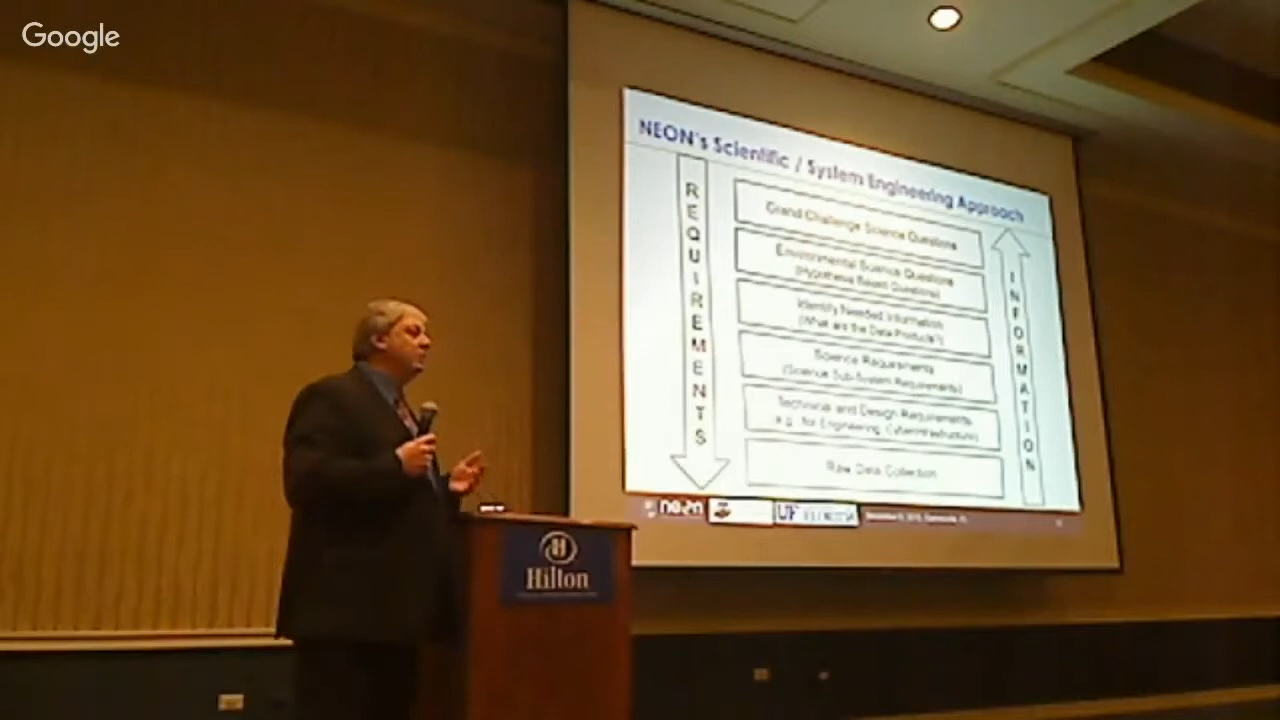 Google
NEON's Scientific / System Engineering Approach
REQUIREMENTS
Grand Challenge Science Questions
Environmental Science Questions
(Hypothesis Based Questions)
Identify Needed Information
(What are the Data Products?)
Science Requirements
(Science Sub-System Requirements)
Technical and Design Requirements
e.g., for Engineering, Cyberinfrastructure)
Raw Data Collection
INFORMATION
neon
UF
H
Hilton